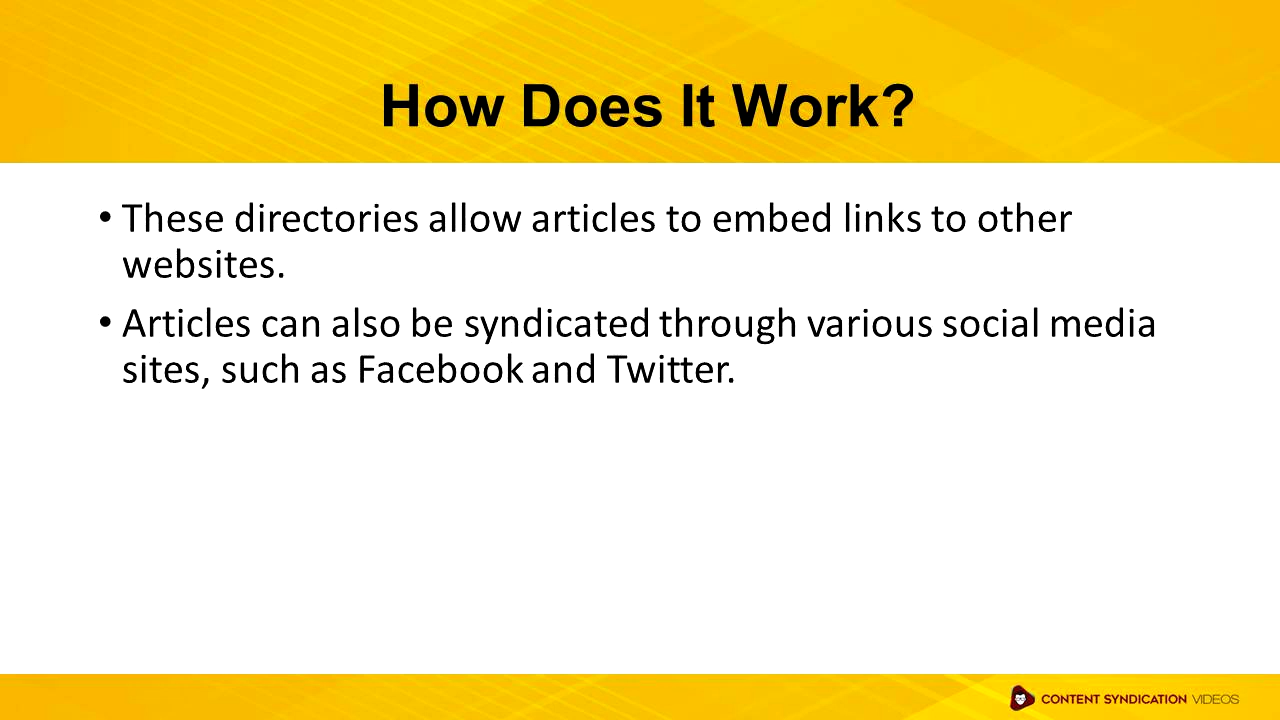 How Does It Work?
• These directories allow articles to embed links to other
websites.
• Articles can also be syndicated through various social media
sites, such as Facebook and Twitter.
CONTENT SYNDICATION VIDEOS